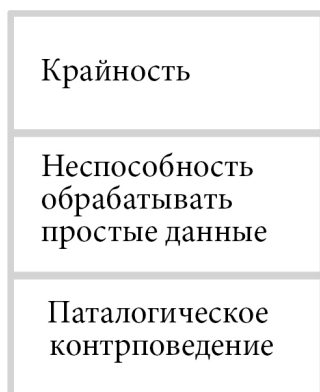 Крайность
Неспособность
обрабатывать
простые данные
Паталогическое
контрповедение